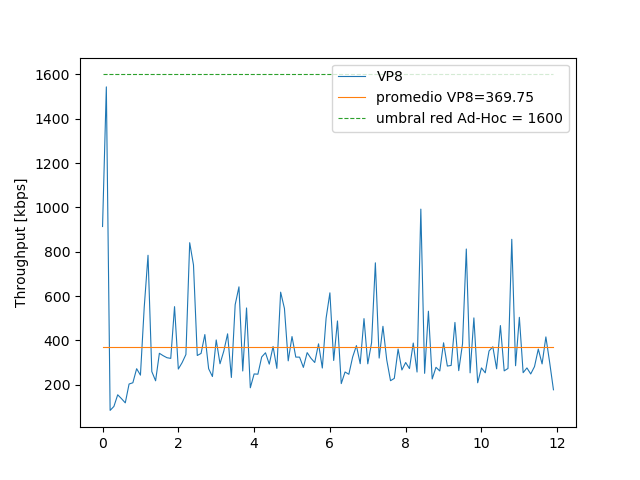 1600
1400
1200
1000
800
600
400
200
Throughput [kbps]
VP8
promedio VP8=369.75
umbral red Ad-Hoc = 1600
0 2 4 6 8 10 12